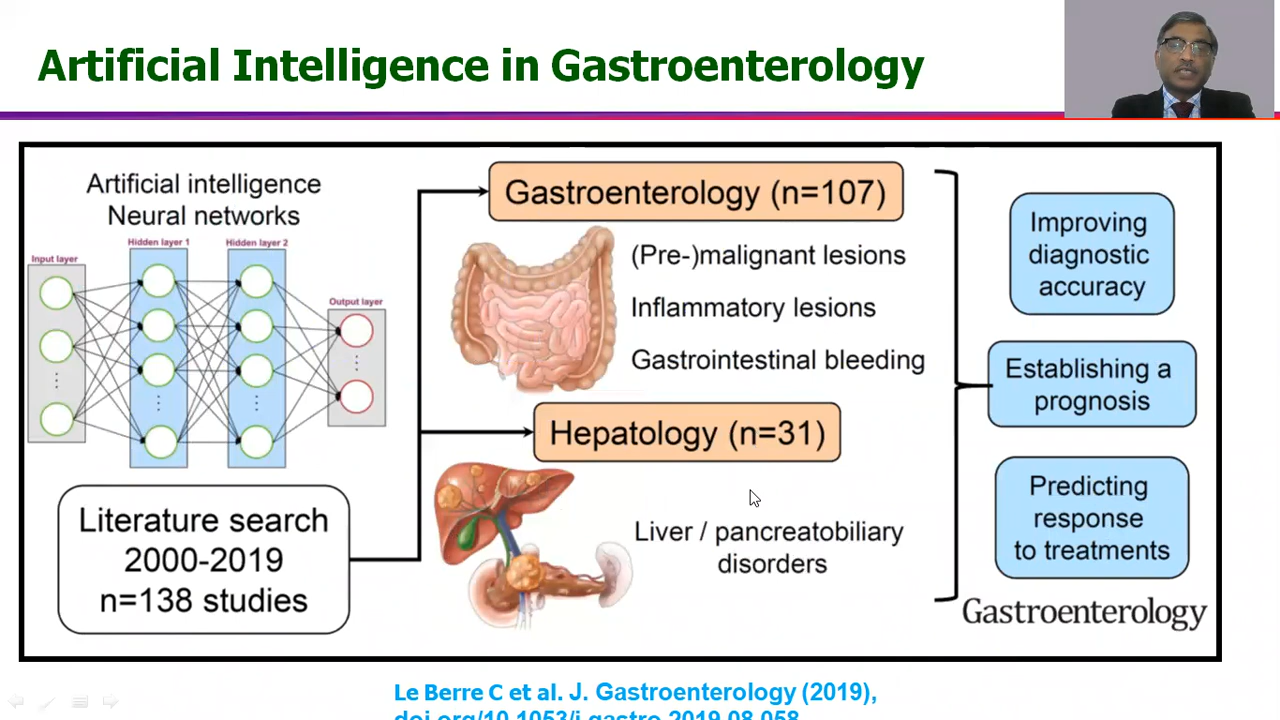 Artificial Intelligence in Gastroenterology
Artificial intelligence
Neural networks
Input layer
Hidden layer 1
Hidden layer 2
Output layer
Literature search
2000-2019
n=138 studies
Gastroenterology (n=107)
(Pre-)malignant lesions
Inflammatory lesions
Gastrointestinal bleeding
Hepatology (n=31)
Liver / pancreatobiliary
disorders
Improving
diagnostic
accuracy
Establishing a
prognosis
Predicting
response
to treatments
Gastroenterology
Le Berre C et al. J. Gastroenterology (2019),
doi.org/10.1053/j.gastro.2019.08.058